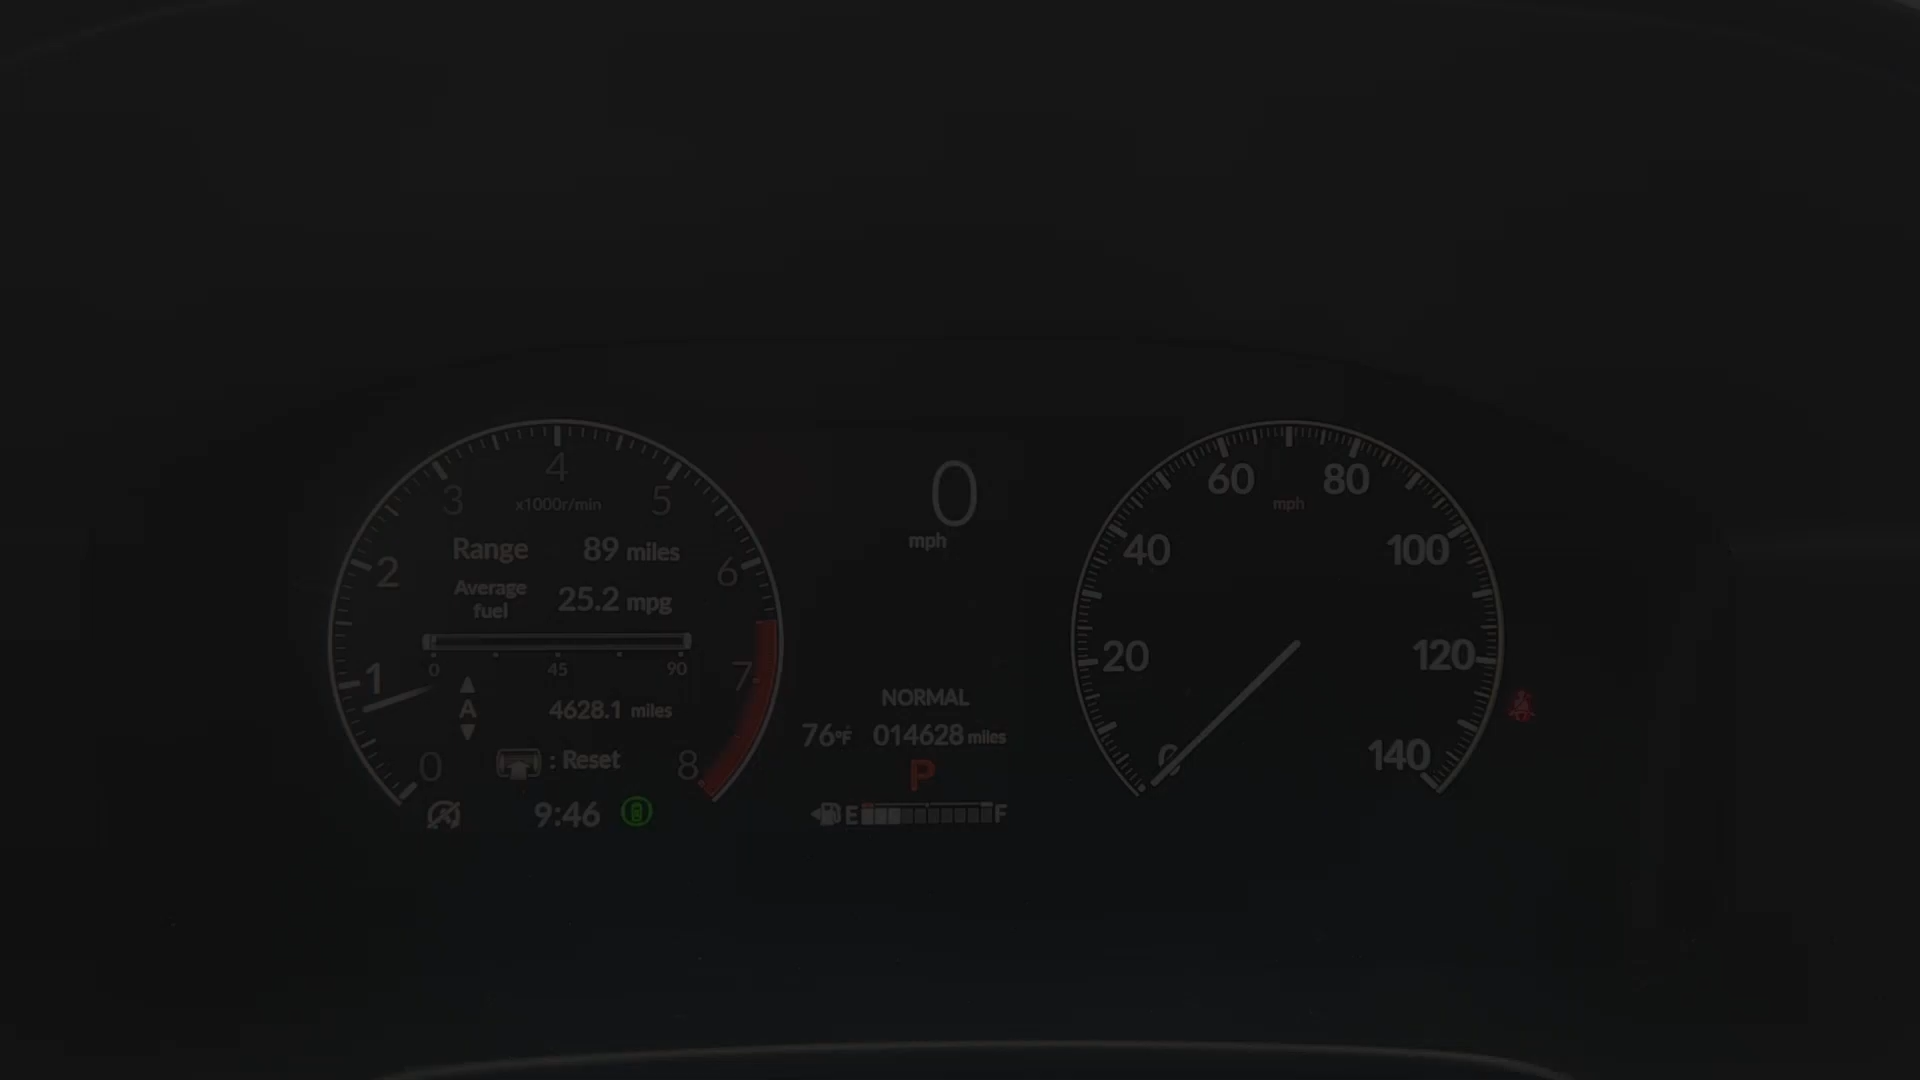 4
3
5
x1000r/min
2
6
Range 89 miles
Average fuel 25.2 mpg
0 45 90
1
7
A
4628.1 miles
0
: Reset
8
9:46
0
mph
NORMAL
76°F 014628 miles
P
E F
60 80
mph
40 100
20 120
0 140